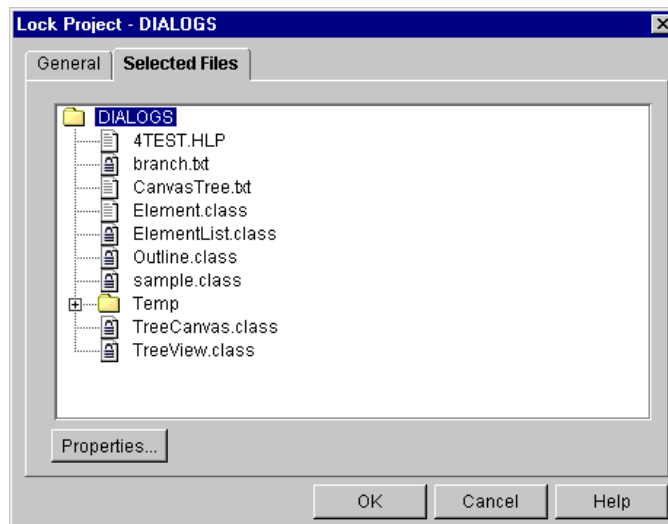 Lock Project - DIALOGS
General
Selected Files
DIALOGS
4TEST.HLP
branch.txt
CanvasTree.txt
Element.class
ElementList.class
Outline.class
sample.class
Temp
TreeCanvas.class
TreeView.class
Properties...
OK
Cancel
Help